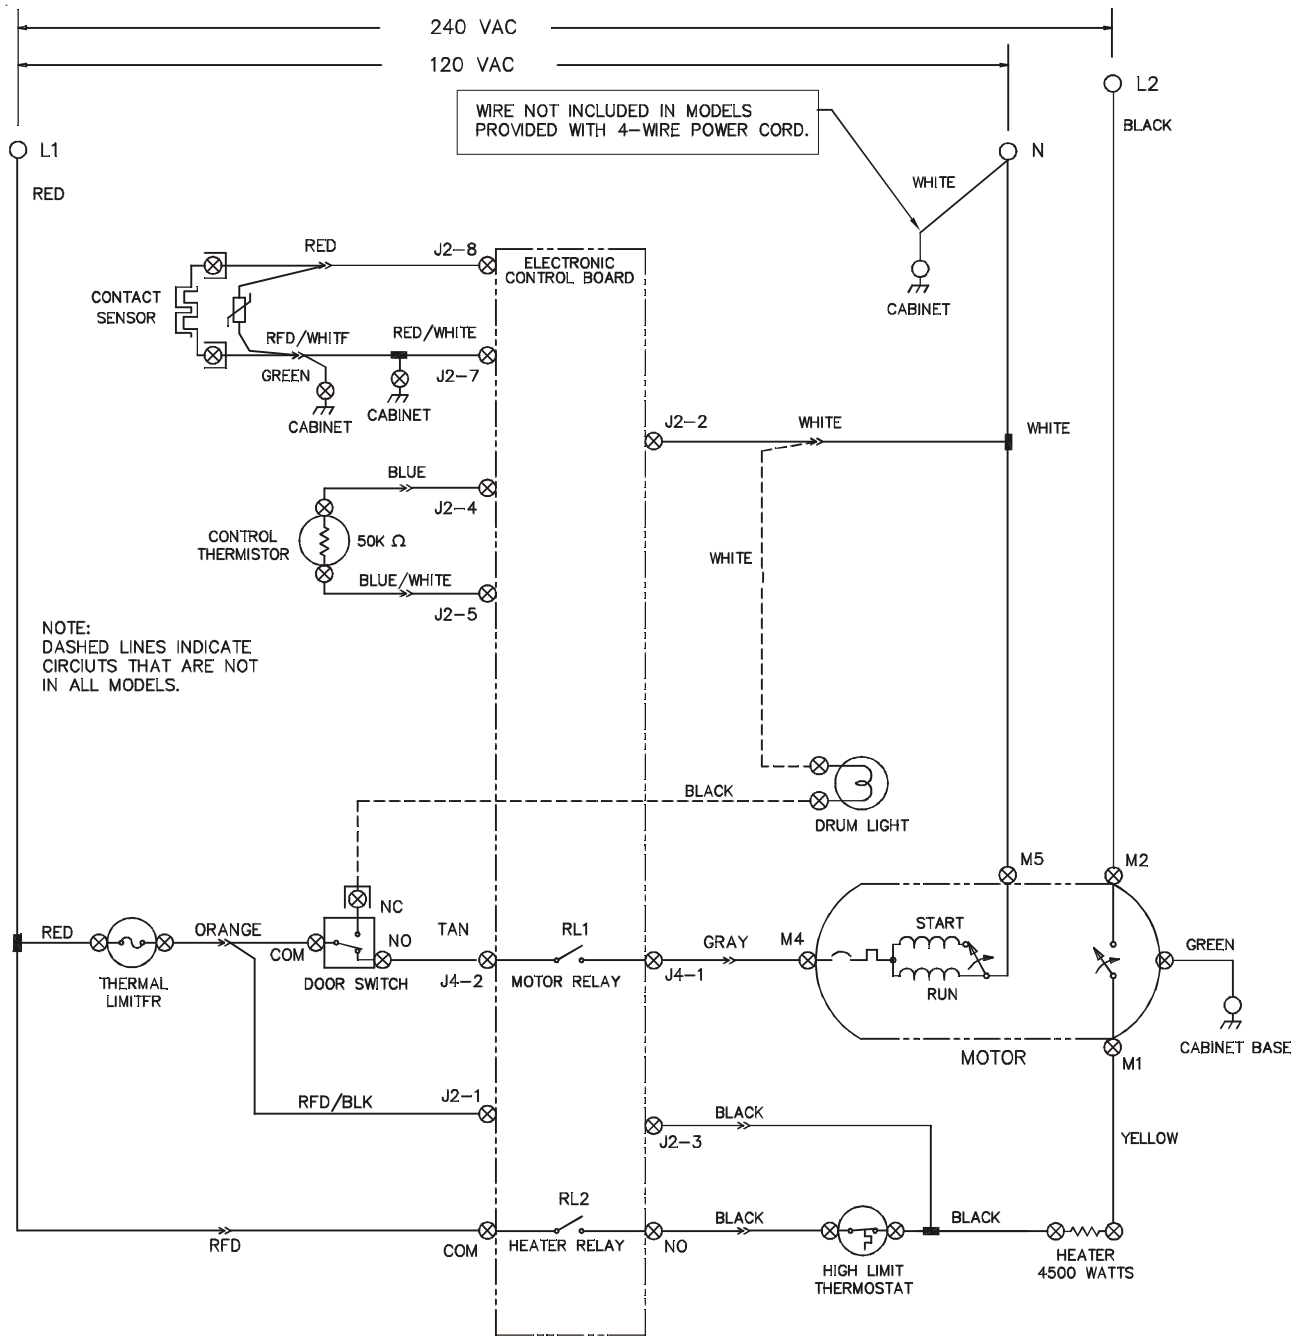 240 VAC
120 VAC
L2
BLACK
WIRE NOT INCLUDED IN MODELS
PROVIDED WITH 4-WIRE POWER CORD.
L1
N
RED
WHITE
RED
J2-8
ELECTRONIC
CONTROL BOARD
CABINET
CONTACT
SENSOR
RFD/WHITF
RED/WHITE
GREEN
J2-7
CABINET
CABINET
J2-2
WHITE
WHITE
BLUE
J2-4
CONTROL
THERMISTOR
50K Ω
WHITE
BLUE/WHITE
J2-5
NOTE:
DASHED LINES INDICATE
CIRCIUTS THAT ARE NOT
IN ALL MODELS.
BLACK
DRUM LIGHT
M5
M2
NC
RED
ORANGE
COM
NO
TAN
RL1
GRAY
M4
START
GREEN
THERMAL
LIMITFR
DOOR SWITCH
J4-2
MOTOR RELAY
J4-1
RUN
MOTOR
M1
CABINET BASE
RFD/BLK
J2-1
BLACK
J2-3
YELLOW
RL2
RFD
COM
HEATER RELAY
NO
BLACK
BLACK
HIGH LIMIT
THERMOSTAT
HEATER
4500 WATTS